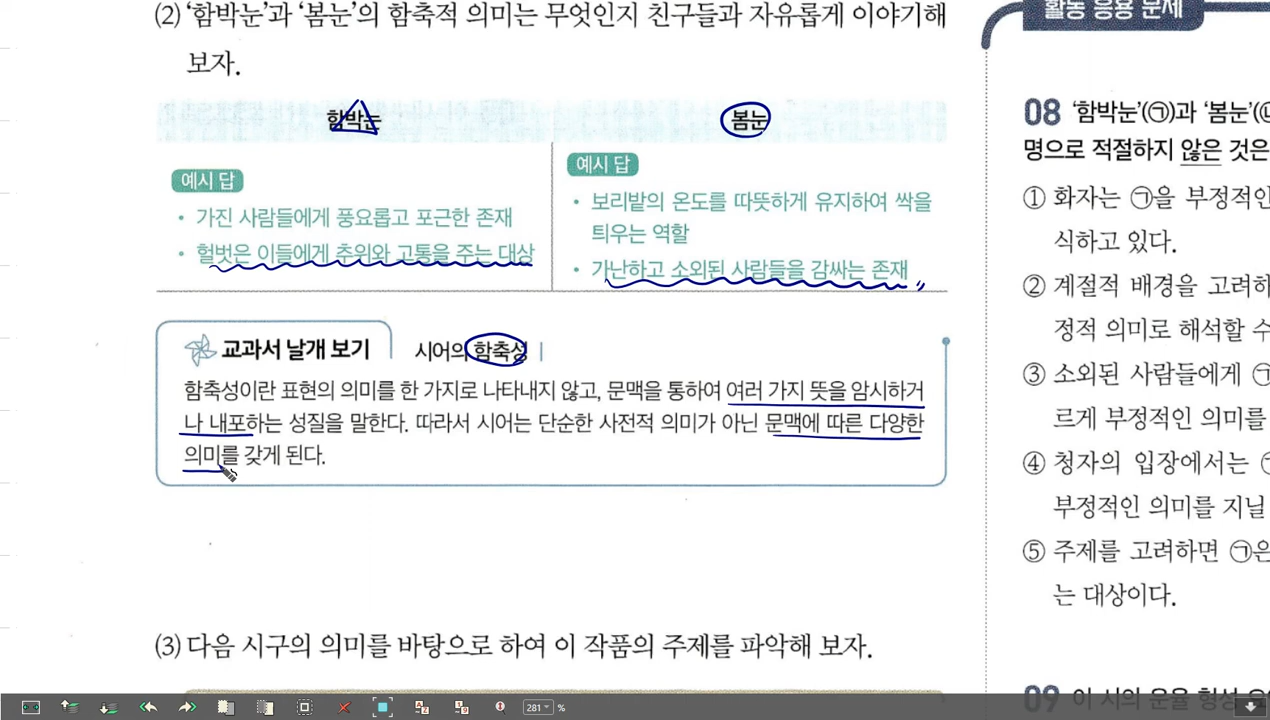 (2) ‘함박눈’과 ‘봄눈’의 함축적 의미는 무엇인지 친구들과 자유롭게 이야기해
보자.
함박눈
봄눈
예시 답
• 가진 사람들에게 풍요롭고 포근한 존재
• 헐벗은 이들에게 추위와 고통을 주는 대상
예시 답
• 보리밭의 온도를 따뜻하게 유지하여 싹을
틔우는 역할
• 가난하고 소외된 사람들을 감싸는 존재
교과서 날개 보기 시어의 함축성
함축성이란 표현의 의미를 한 가지로 나타내지 않고, 문맥을 통하여 여러 가지 뜻을 암시하거
나 내포하는 성질을 말한다. 따라서 시어는 단순한 사전적 의미가 아닌 문맥에 따른 다양한
의미를 갖게 된다.
(3) 다음 시구의 의미를 바탕으로 하여 이 작품의 주제를 파악해 보자.
활동 응용 문제
08 ‘함박눈’(㉠)과 ‘봄눈’(
명으로 적절하지 않은 것은
① 화자는 ㉠을 부정적인
식하고 있다.
② 계절적 배경을 고려하
정적 의미로 해석할 수
③ 소외된 사람들에게
르게 부정적인 의미를
④ 청자의 입장에서는
부정적인 의미를 지닐
⑤ 주제를 고려하면 ㉠은
는 대상이다.
09 이 시의 운율 형성
281 %